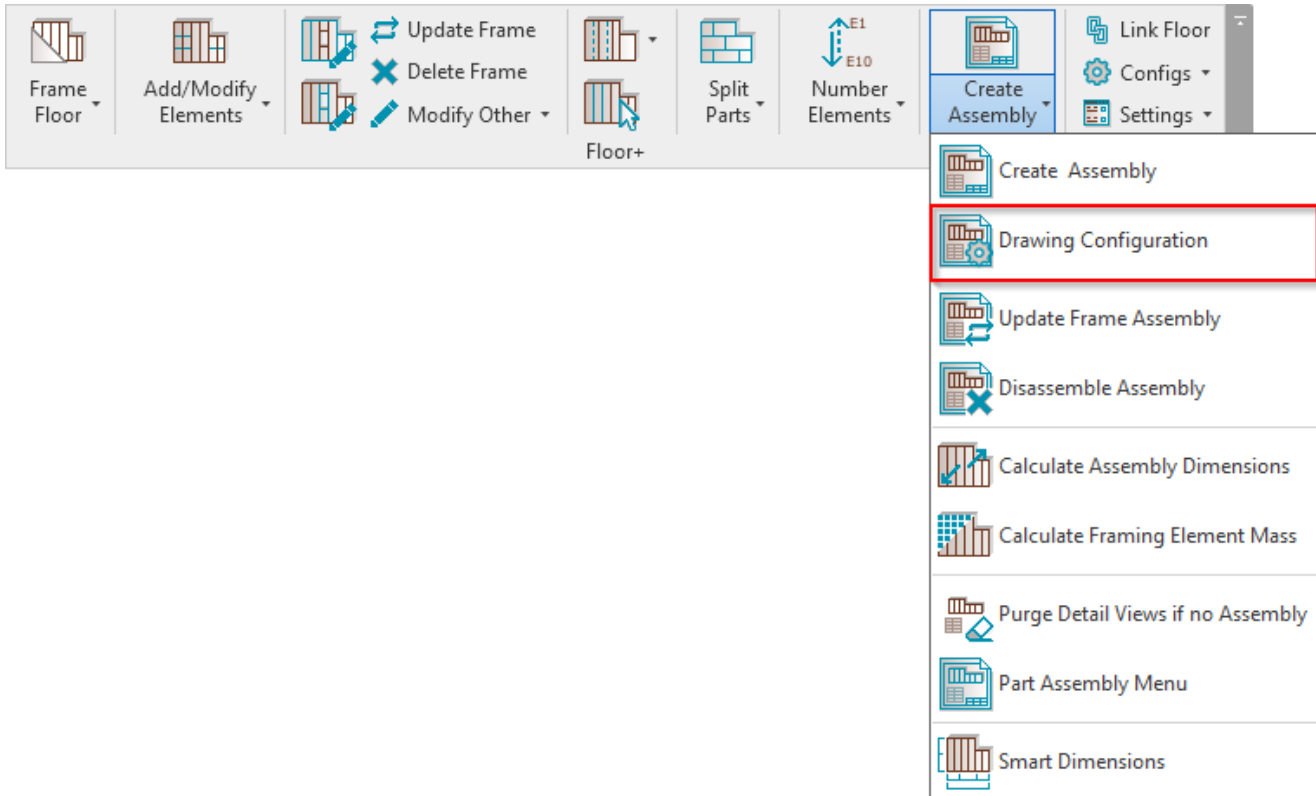 Frame
Floor
Add/Modify
Elements
Update Frame
Delete Frame
Modify Other
Split
Parts
E1
E10
Number
Elements
Create
Assembly
Link Floor
Configs
Settings
Floor+
Create Assembly
Drawing Configuration
Update Frame Assembly
Disassemble Assembly
Calculate Assembly Dimensions
Calculate Framing Element Mass
Purge Detail Views if no Assembly
Part Assembly Menu
Smart Dimensions